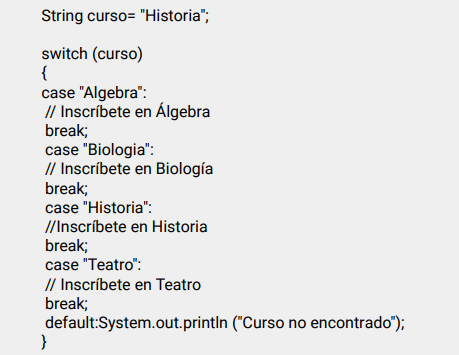 String curso= "Historia";
switch (curso)
{
case "Algebra":
// Inscríbete en Álgebra
break;
case "Biologia":
// Inscríbete en Biología
break;
case "Historia":
//Inscríbete en Historia
break;
case "Teatro":
// Inscríbete en Teatro
break;
default:System.out.println ("Curso no encontrado");
}